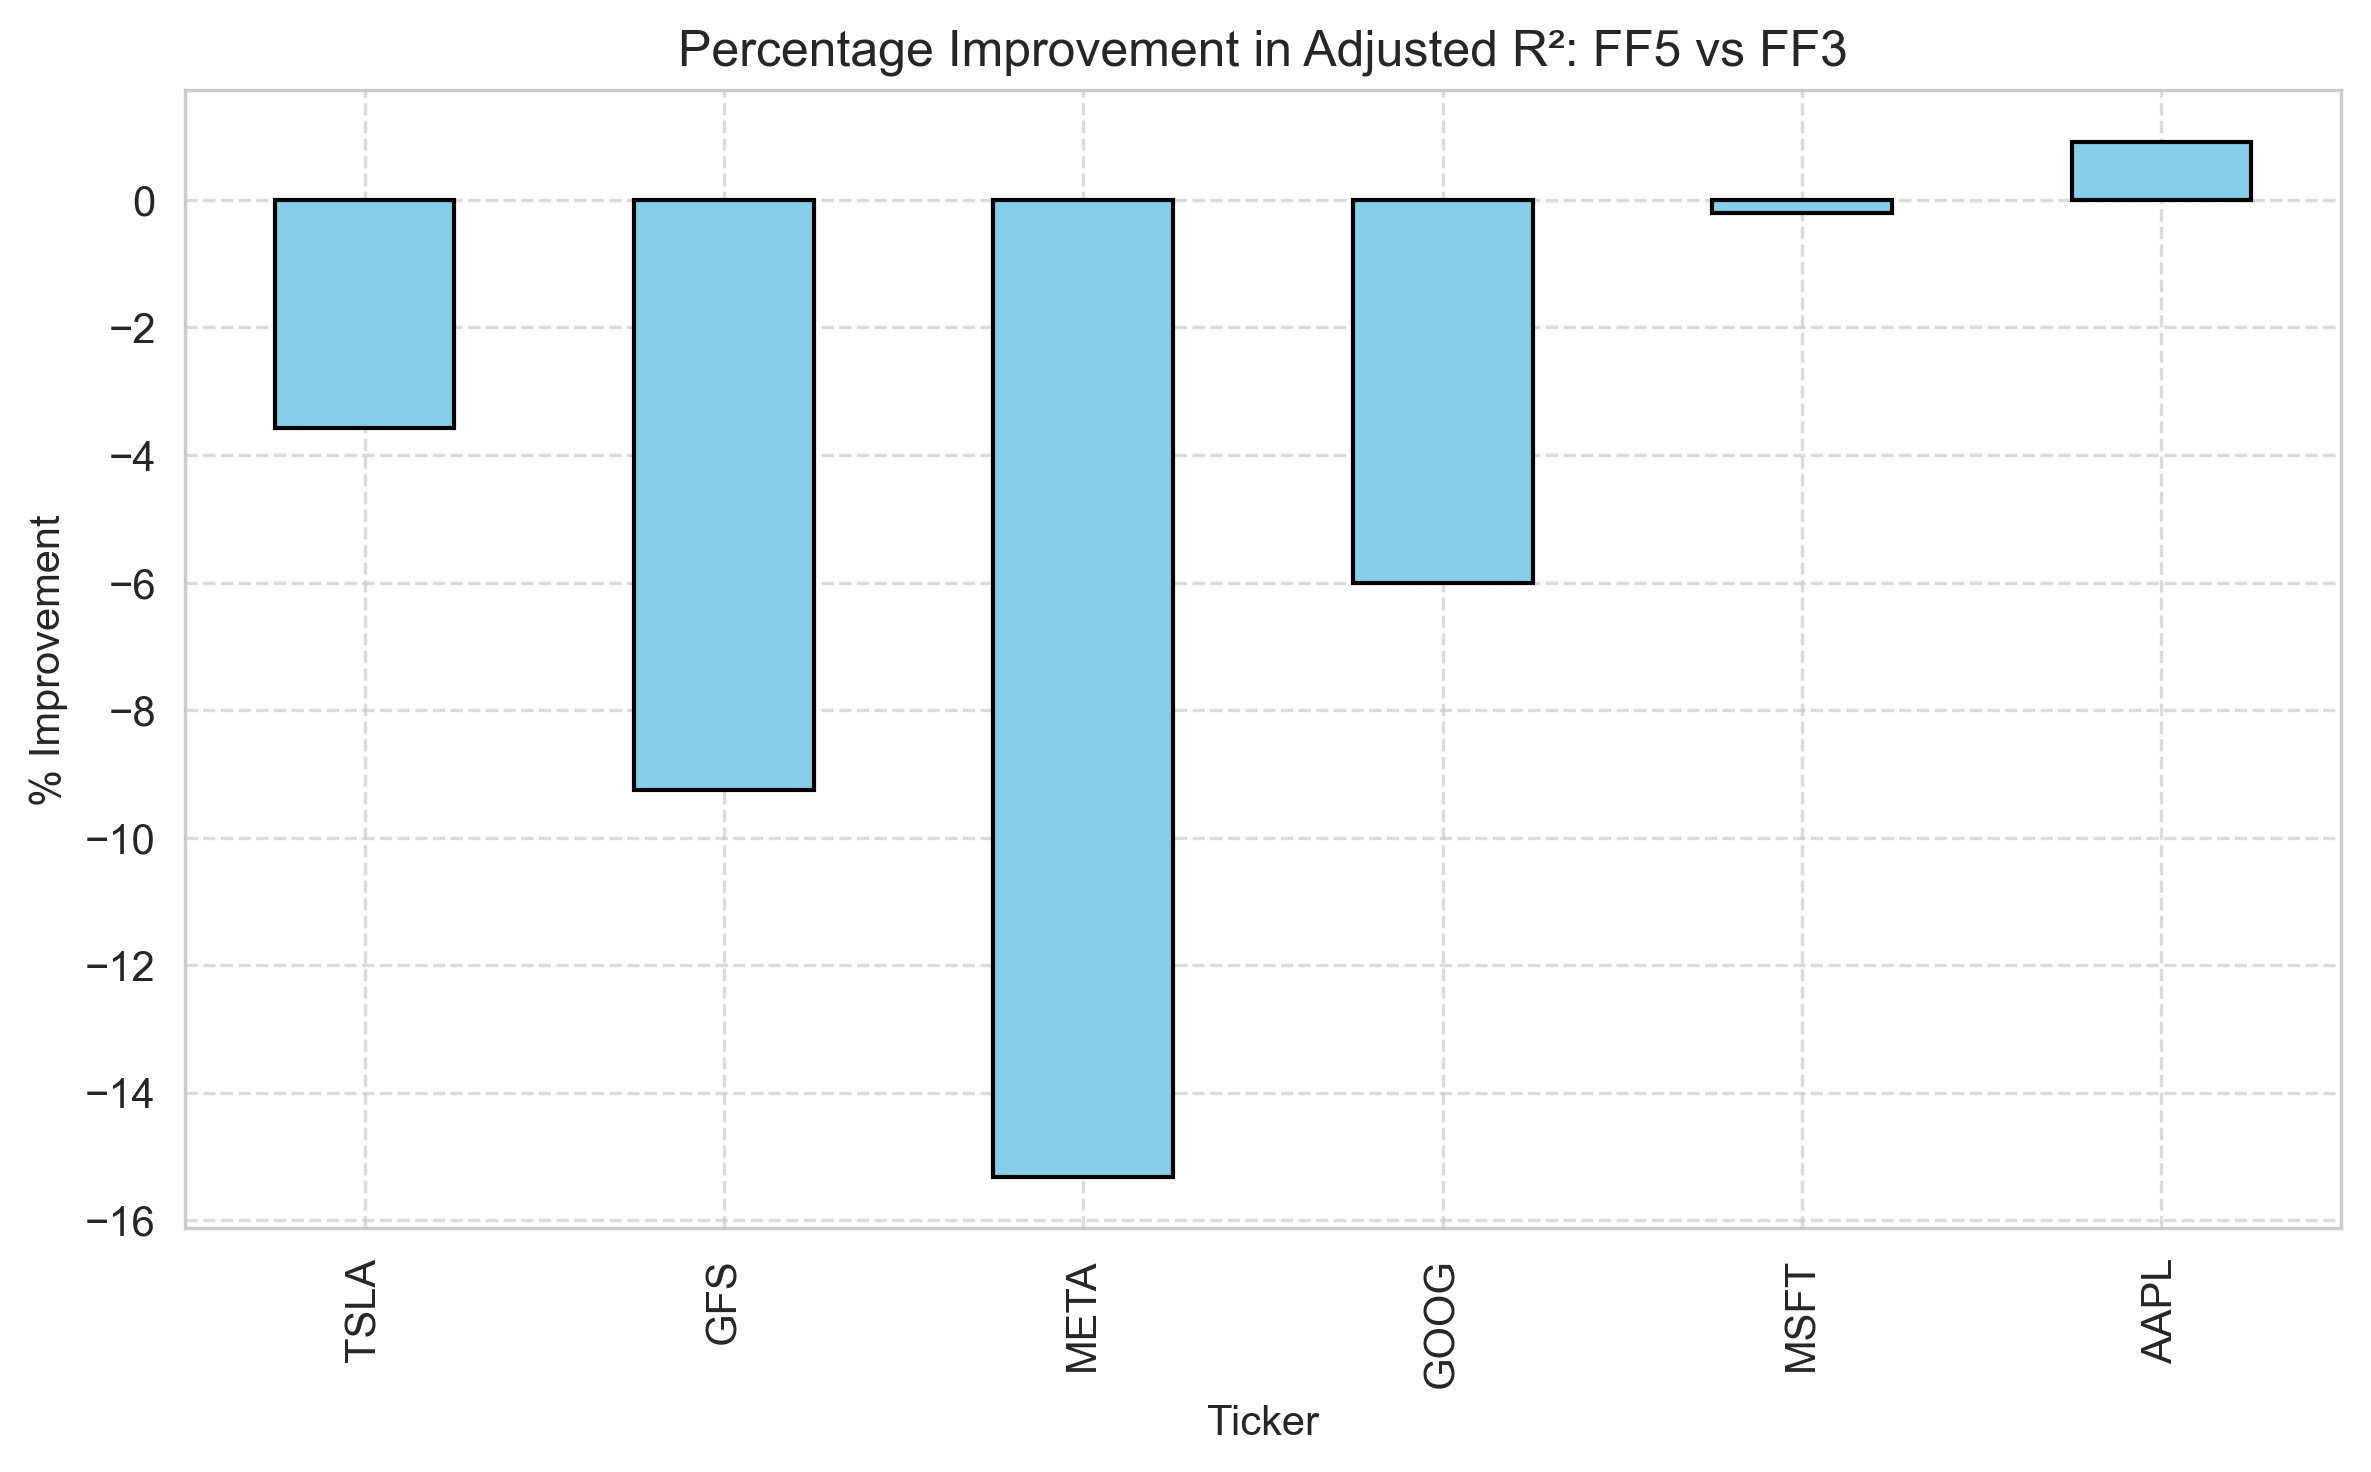 Percentage Improvement in Adjusted R²: FF5 vs FF3
% Improvement
0
−2
−4
−6
−8
−10
−12
−14
−16
TSLA
GFS
META
GOOG
MSFT
AAPL
Ticker